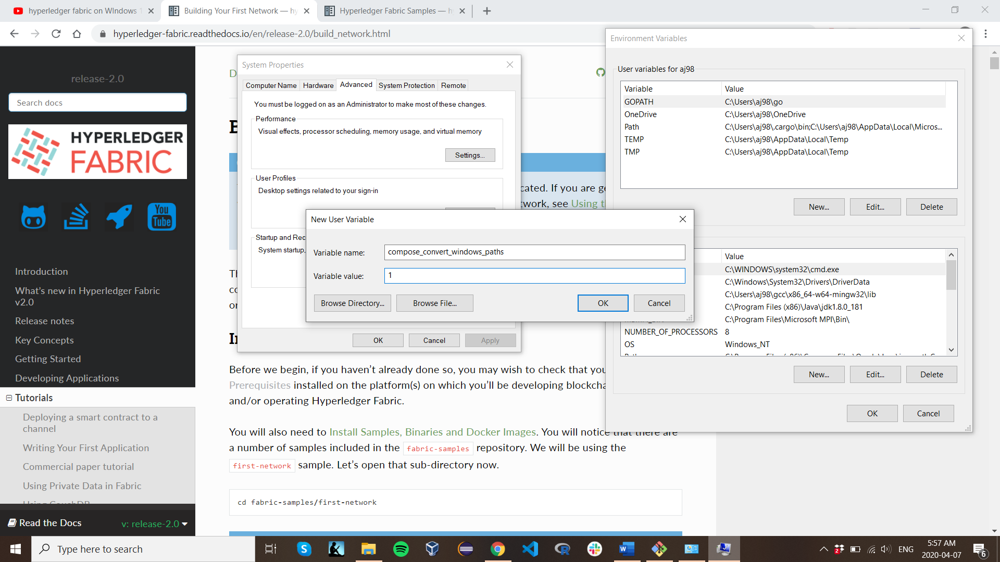 hyperledger fabric on WIndows 1
Building Your First Network — hy
Hyperledger Fabric Samples — h
hyperledger-fabric.readthedocs.io/en/release-2.0/build_network.html
release-2.0
Search docs
HYPERLEDGER
FABRIC
You
Tube
Introduction
What's new in Hyperledger Fabric
v2.0
Release notes
Key Concepts
Getting Started
Developing Applications
Tutorials
Deploying a smart contract to a
channel
Writing Your First Application
Commercial paper tutorial
Using Private Data in Fabric
Read the Docs
v: release-2.0
D
B
cated. If you are ge
twork, see Using t
Th
co
or
In
Before we begin, if you haven't already done so, you may wish to check that you
Prerequisites installed on the platform(s) on which you'll be developing blockcha
and/or operating Hyperledger Fabric.
You will also need to Install Samples, Binaries and Docker Images. You will notice that there are
a number of samples included in the fabric-samples repository. We will be using the
first-network sample. Let's open that sub-directory now.
cd fabric-samples/first-network
System Properties
Computer Name Hardware Advanced System Protection Remote
You must be logged on as an Administrator to make most of these changes.
Performance
Visual effects, processor scheduling, memory usage, and virtual memory
Settings...
User Profiles
Desktop settings related to your sign-in
Startup and Rec
System startup,
OK Cancel Apply
New User Variable
Variable name: compose_convert_windows_paths
Variable value: 1
Browse Directory... Browse File... OK Cancel
Environment Variables
User variables for aj98
Variable Value
GOPATH C:\Users\aj98\go
OneDrive C:\Users\aj98\OneDrive
Path C:\Users\aj98\.cargo\bin;C:\Users\aj98\AppData\Local\Micros...
TEMP C:\Users\aj98\AppData\Local\Temp
TMP C:\Users\aj98\AppData\Local\Temp
New... Edit... Delete
Value
C:\WINDOWS\system32\cmd.exe
C:\Windows\System32\Drivers\DriverData
C:\Users\aj98\gcc\x86_64-w64-mingw32\lib
C:\Program Files (x86)\Java\jdk1.8.0_181
C:\Program Files\Microsoft MPI\Bin\
NUMBER_OF_PROCESSORS 8
OS Windows_NT
New... Edit... Delete
OK Cancel
Type here to search
ENG
5:57 AM
2020-04-07
6
2